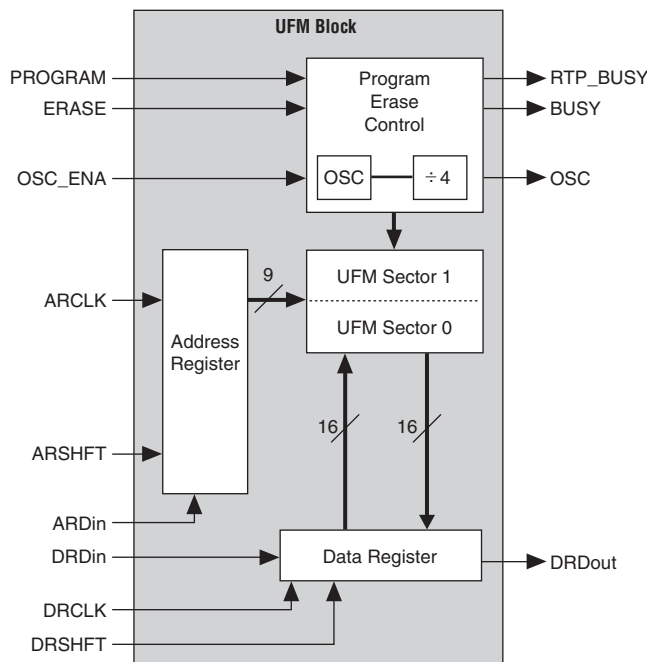 UFM Block
PROGRAM
ERASE
OSC_ENA
Program
Erase
Control
OSC
÷ 4
RTP_BUSY
BUSY
OSC
ARCLK
ARSHFT
ARDin
Address
Register
9
UFM Sector 1
UFM Sector 0
16
16
DRDin
DRCLK
DRSHFT
Data Register
DRDout